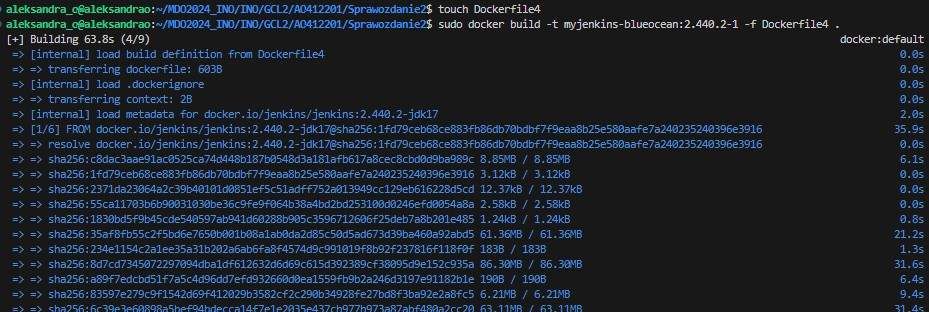 aleksandra_o@aleksandrao:~/MDO2024_INO/INO/GCL2/AO412201/Sprawozdanie2$ touch Dockerfile4
aleksandra_o@aleksandrao:~/MDO2024_INO/INO/GCL2/AO412201/Sprawozdanie2$ sudo docker build -t myjenkins-blueocean:2.440.2-1 -f Dockerfile4 .
[+] Building 63.8s (4/9) docker:default
=> [internal] load build definition from Dockerfile4 0.0s
=> => transferring dockerfile: 603B 0.0s
=> [internal] load .dockerignore 0.0s
=> => transferring context: 2B 0.0s
=> [internal] load metadata for docker.io/jenkins/jenkins:2.440.2-jdk17 2.0s
=> [1/6] FROM docker.io/jenkins/jenkins:2.440.2-jdk17@sha256:1fd79ceb68ce883fb86db70bdbf7f9eaa8b25e580aafe7a240235240396e3916 35.9s
=> => resolve docker.io/jenkins/jenkins:2.440.2-jdk17@sha256:1fd79ceb68ce883fb86db70bdbf7f9eaa8b25e580aafe7a240235240396e3916 0.0s
=> => sha256:c8dac3aae91ac0525ca74d448b187b0548d3a181afb617a8cec8cbd0d9ba989c 8.85MB / 8.85MB 6.1s
=> => sha256:1fd79ceb68ce883fb86db70bdbf7f9eaa8b25e580aafe7a240235240396e3916 3.12kB / 3.12kB 0.0s
=> => sha256:2371da23064a2c39b40101d0851ef5c51adff752a013949cc129eb616228d5cd 12.37kB / 12.37kB 0.0s
=> => sha256:55ca11703b6b90031030be36c9fe9f064b38a4bd2bd253100d0246efd0054a8a 2.58kB / 2.58kB 0.0s
=> => sha256:1830bd5f9b45cde540597ab941d60288b905c3596712606f25deb7a8b201e485 1.24kB / 1.24kB 0.8s
=> => sha256:35af8fb55c2f5bd6e7650b001b08a1ab0da2d85c50d5ad673d39ba460a92abd5 61.36MB / 61.36MB 21.2s
=> => sha256:234e1154c2a1ee35a31b202a6ab6fa8f4574d9c991019f8b92f237816f118f0f 183B / 183B 1.3s
=> => sha256:8d7cd7345072297094dba1df612632d6d69c615d392389cf38095d9e152c935a 86.30MB / 86.30MB 31.6s
=> => sha256:a89f7edcbd51f7a5c4d96dd7efd932660d0ea1559fb9b2a246d3197e91182b1e 190B / 190B 6.4s
=> => sha256:83597e279c9f1542d69f412029b3582cf2c290b34928fe27bd8f3ba92e2a8fc5 6.21MB / 6.21MB 9.4s
=> => sha256:6c39e3e60898a5bef94bdecca14f7e1e2035e437cb977b973a87abf480a2cc20 63.11MB / 63.11MB 31.4s